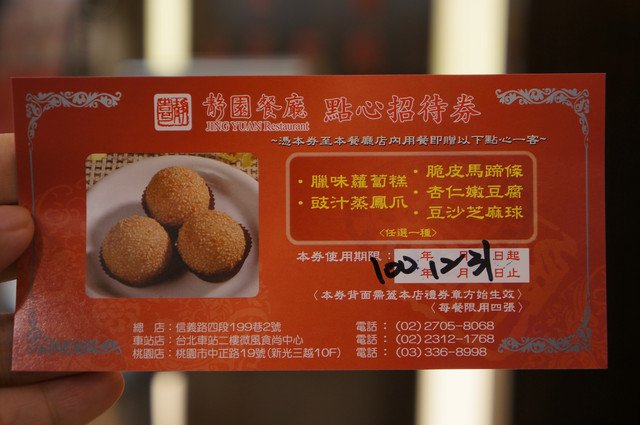 靜園餐廳 點心招待券
JING YUAN Restaurant
~憑本券至本餐廳店內用餐即贈以下點心一客~
・臘味蘿蔔糕 ・脆皮馬蹄條
・豉汁蒸鳳爪 ・杏仁嫩豆腐
・豆沙芝麻球
<任選一種>
本券使用期限: 年 月 日起
100.12.31
年 月 日止
〈本券背面需蓋本店禮券章方始生效〉
〈每餐限用四張〉
總 店:信義路四段199巷2號 電話:(02)2705-8068
車站店:台北車站二樓微風食尚中心 電話:(02)2312-1768
桃園店:桃園市中正路19號(新光三越10F) 電話:(03)336-8998